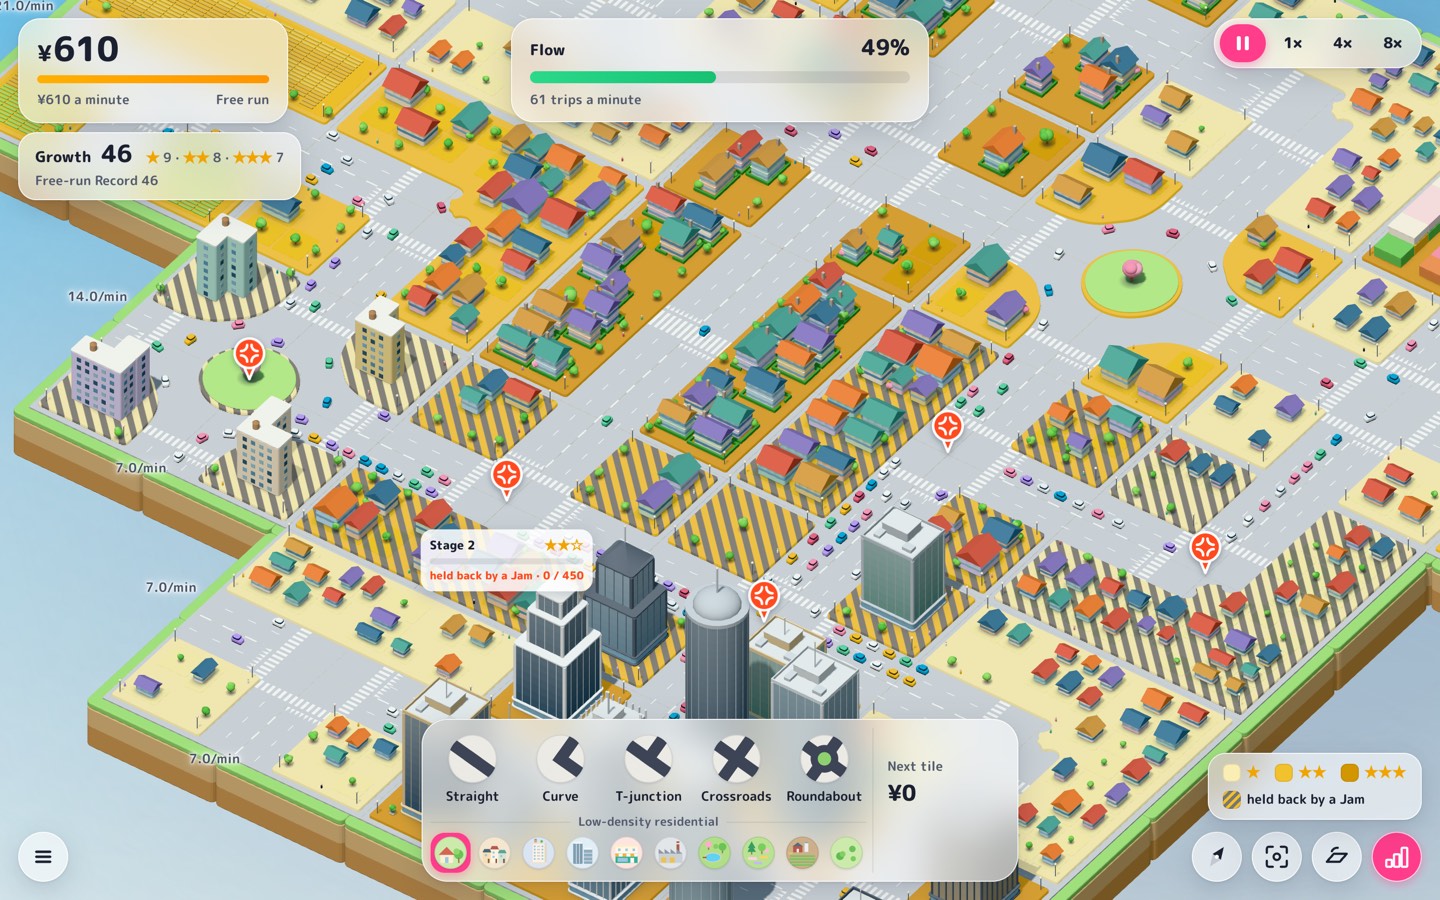 21.0/min
¥610
¥610 a minute Free run
Growth 46 ★ 9 · ★★ 8 · ★★★ 7
Free-run Record 46
Flow 49%
61 trips a minute
1× 4× 8×
14.0/min
7.0/min
Stage 2 ★★☆
held back by a Jam · 0 / 450
7.0/min
7.0/min
Straight Curve T-junction Crossroads Roundabout
Low-density residential
Next tile
¥0
★ ★★ ★★★
held back by a Jam